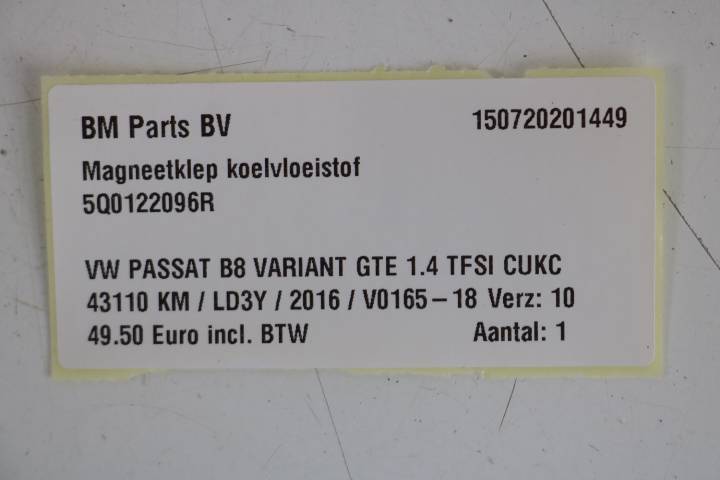 BM Parts BV 150720201449
Magneetklep koelvloeistof
5Q0122096R
VW PASSAT B8 VARIANT GTE 1.4 TFSI CUKC
43110 KM / LD3Y / 2016 / V0165-18 Verz: 10
49.50 Euro incl. BTW Aantal: 1